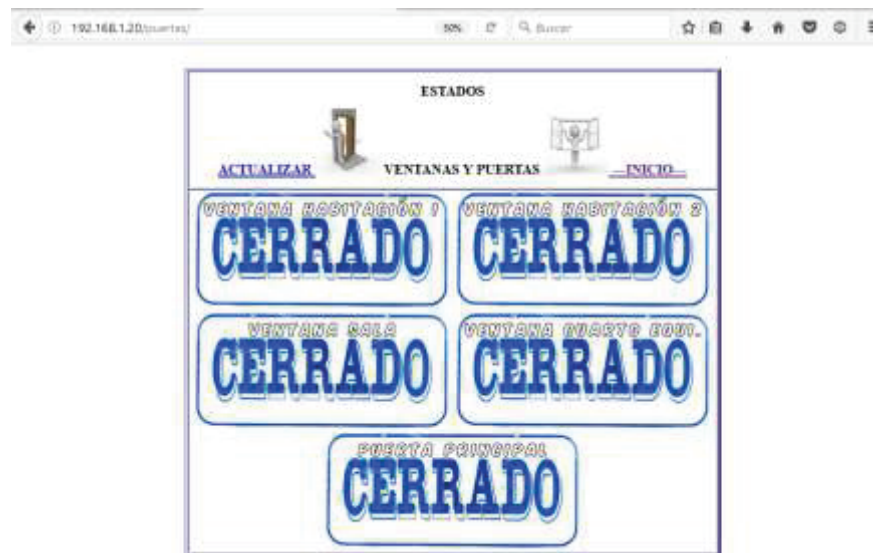 192.168.1.20/puertas/ 50% Buscar
ESTADOS
ACTUALIZAR VENTANAS Y PUERTAS ---INICIO---
VENTANA HABITACIÓN 1 VENTANA HABITACIÓN 2
CERRADO CERRADO
VENTANA SALA VENTANA CUARTO EQUI.
CERRADO CERRADO
PUERTA PRINCIPAL
CERRADO